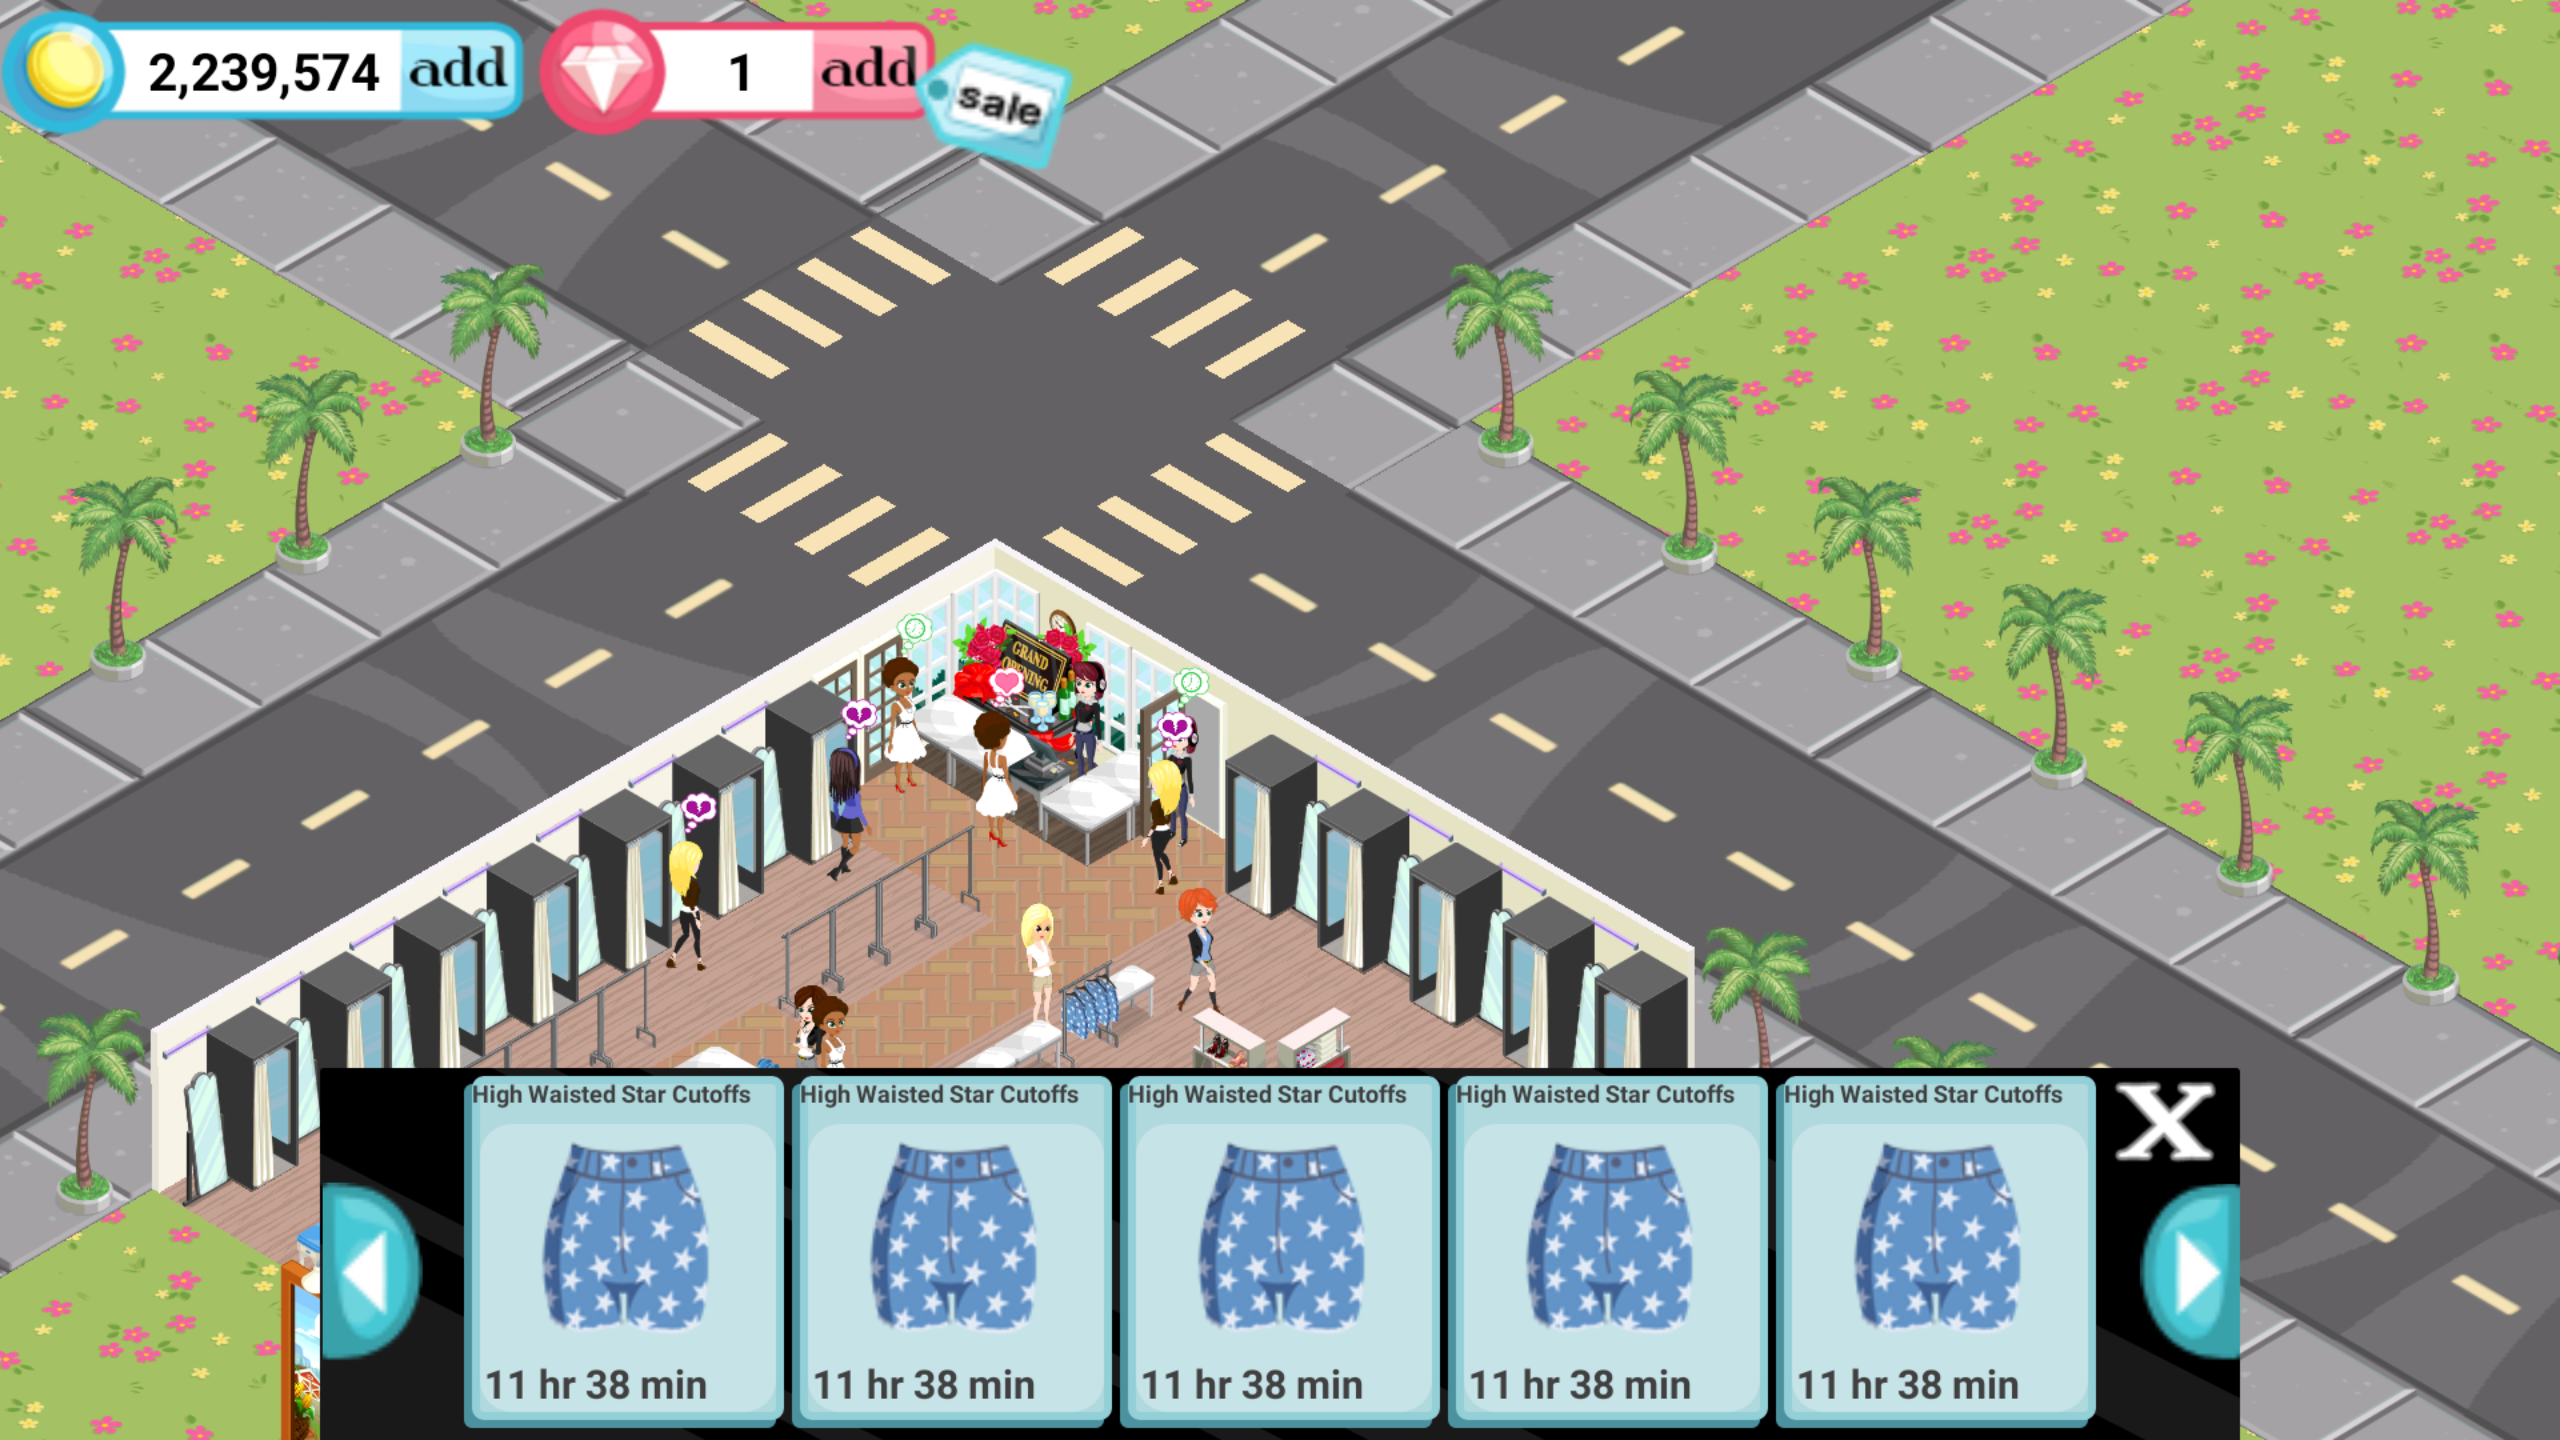 2,239,574 add
1 add
sale
GRAND
OPENING
High Waisted Star Cutoffs
11 hr 38 min
High Waisted Star Cutoffs
11 hr 38 min
High Waisted Star Cutoffs
11 hr 38 min
High Waisted Star Cutoffs
11 hr 38 min
High Waisted Star Cutoffs
11 hr 38 min
X